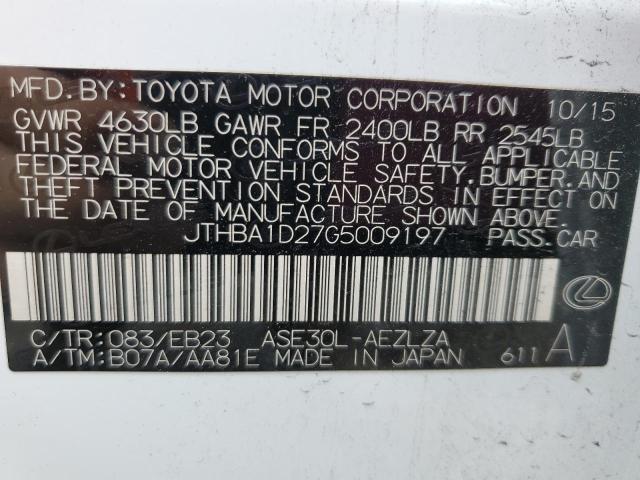 MFD. BY: TOYOTA MOTOR CORPORATION 10/15
GVWR 4630LB GAWR FR 2400LB RR 2545LB
THIS VEHICLE CONFORMS TO ALL APPLICABLE
FEDERAL MOTOR VEHICLE SAFETY, BUMPER, AND
THEFT PREVENTION STANDARDS IN EFFECT ON
THE DATE OF MANUFACTURE SHOWN ABOVE.
JTHBA1D27G5009197 PASS.CAR
C/TR: 083/EB23 ASE30L-AEZLZA
A/TM: B07A/AA81E MADE IN JAPAN 611 A